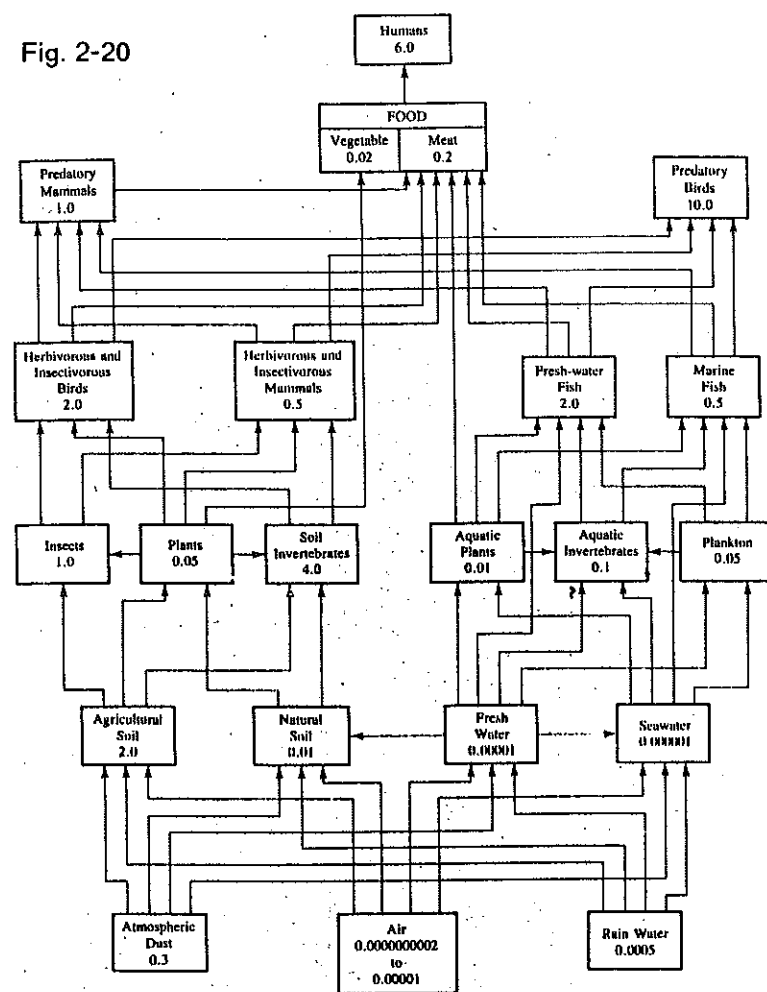 Fig. 2-20
Humans
6.0
FOOD
Vegetable
0.02
Meat
0.2
Predatory
Mammals
1.0
Predatory
Birds
10.0
Herbivorous and
Insectivorous
Birds
2.0
Herbivorous and
Insectivorous
Mammals
0.5
Fresh-water
Fish
2.0
Marine
Fish
0.5
Insects
1.0
Plants
0.05
Soil
Invertebrates
4.0
Aquatic
Plants
0.01
Aquatic
Invertebrates
0.1
Plankton
0.05
Agricultural
Soil
2.0
Natural
Soil
0.01
Fresh
Water
0.00001
Seawater
0.000001
Atmospheric
Dust
0.3
Air
0.0000000002
to
0.00001
Rain Water
0.0005